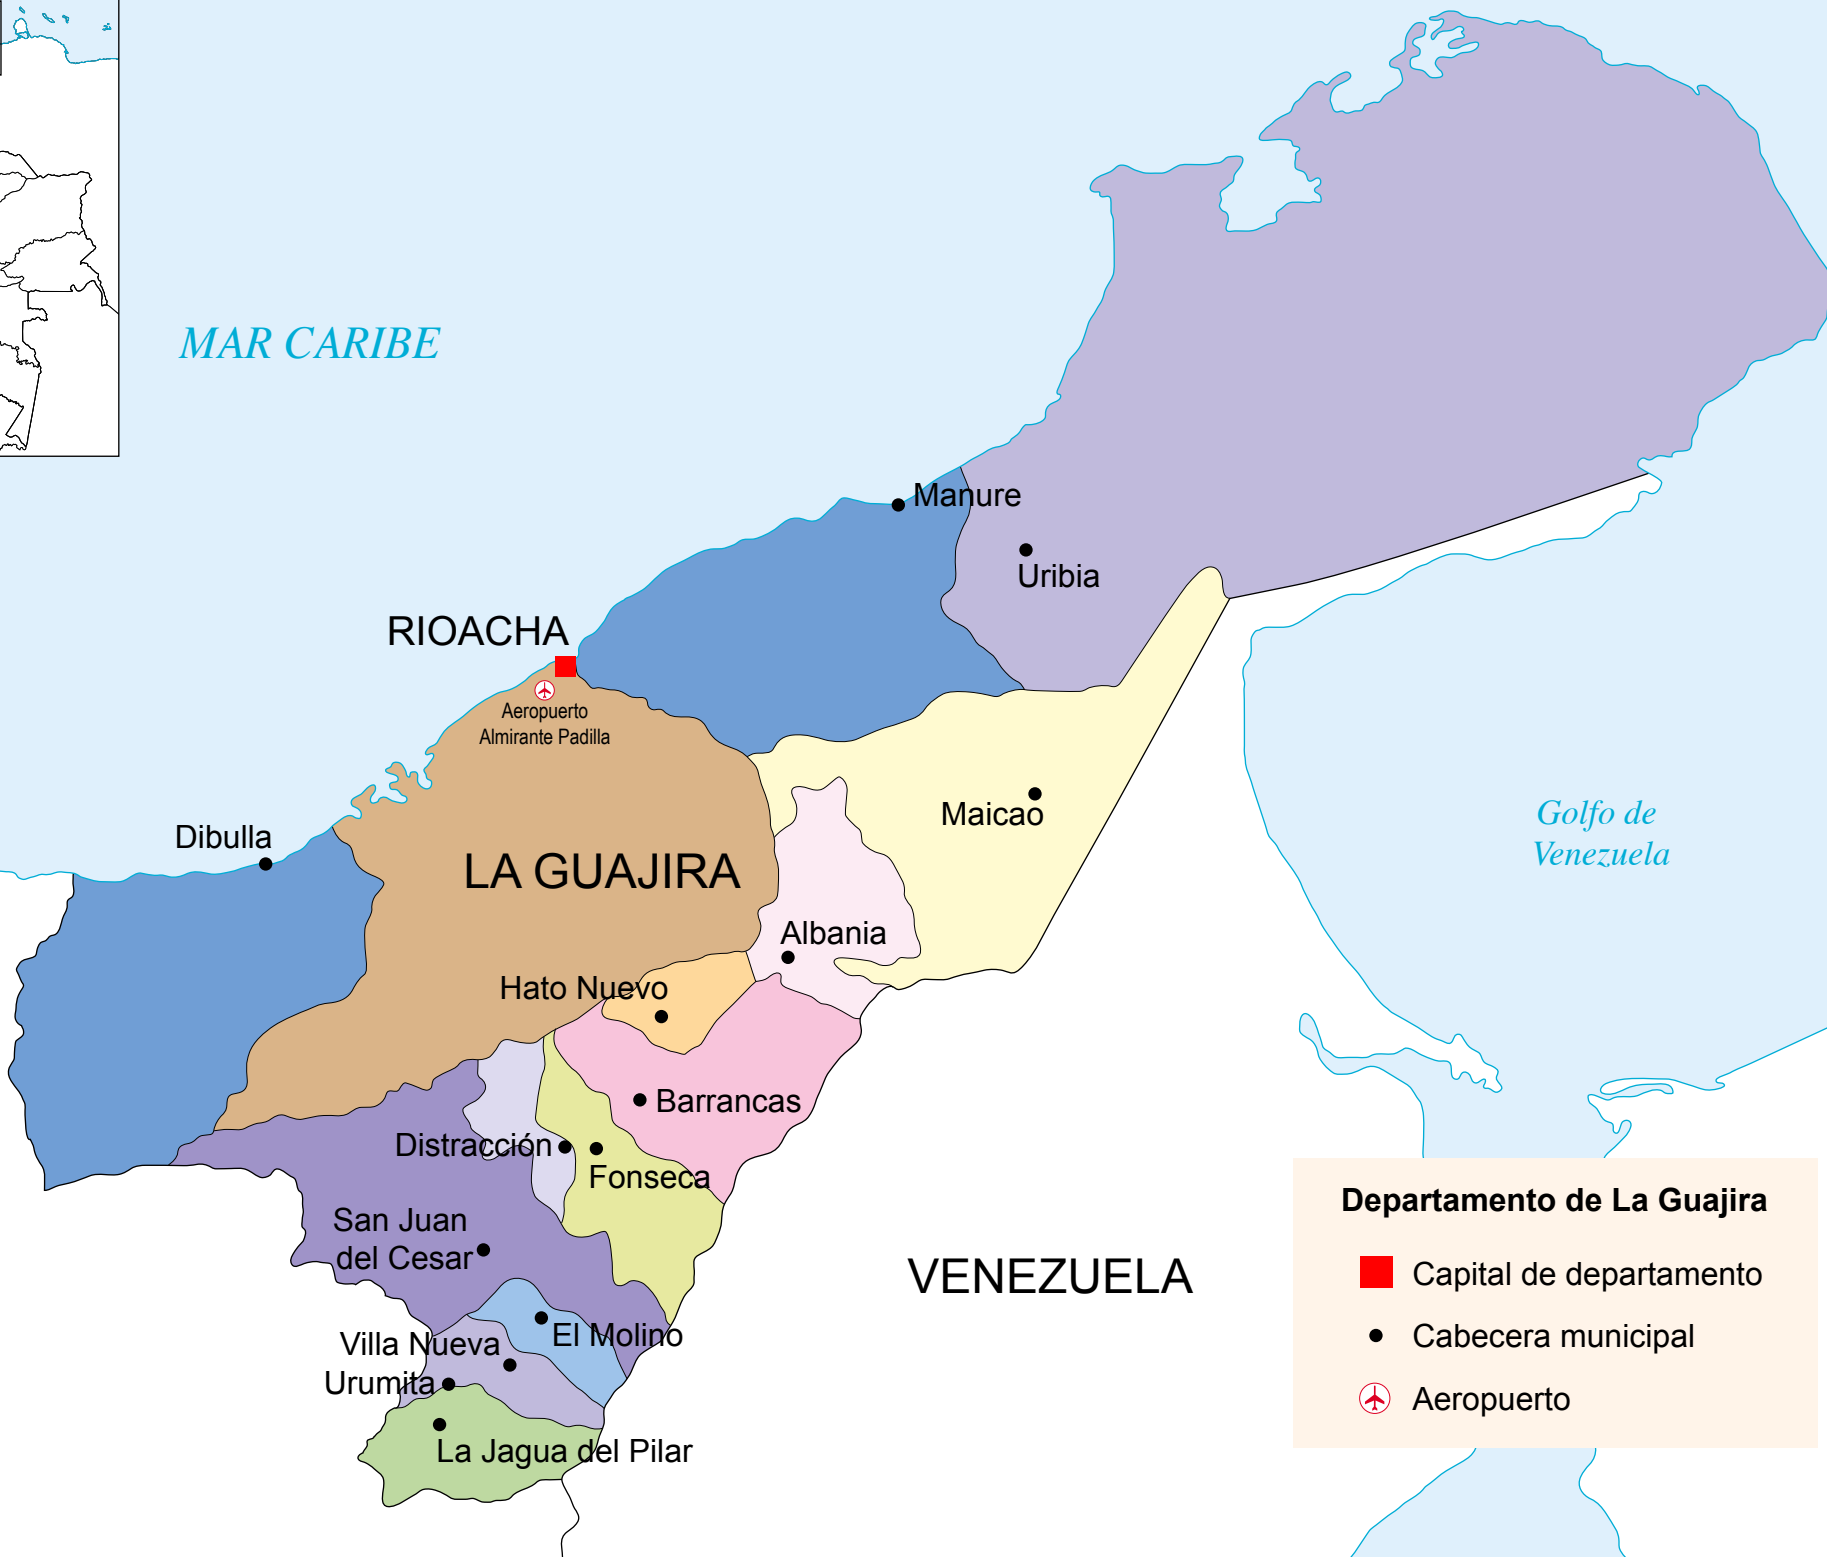 MAR CARIBE
Manure
Uribia
RIOACHA
Aeropuerto
Almirante Padilla
Maicao
Golfo de
Venezuela
Dibulla
LA GUAJIRA
Albania
Hato Nuevo
Barrancas
Distracción
Fonseca
San Juan
del Cesar
VENEZUELA
El Molino
Villa Nueva
Urumita
La Jagua del Pilar
Departamento de La Guajira
Capital de departamento
Cabecera municipal
Aeropuerto